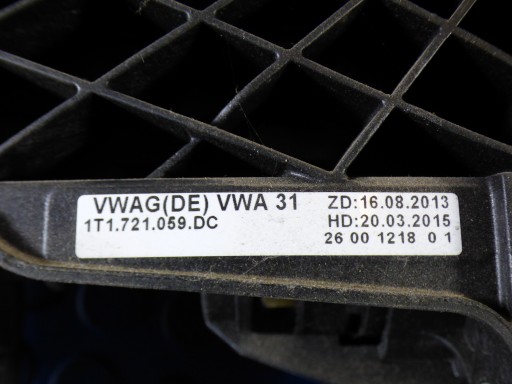 VWAG(DE) VWA 31 ZD:16.08.2013
1T1.721.059.DC HD:20.03.2015
26 00 1218 0 1